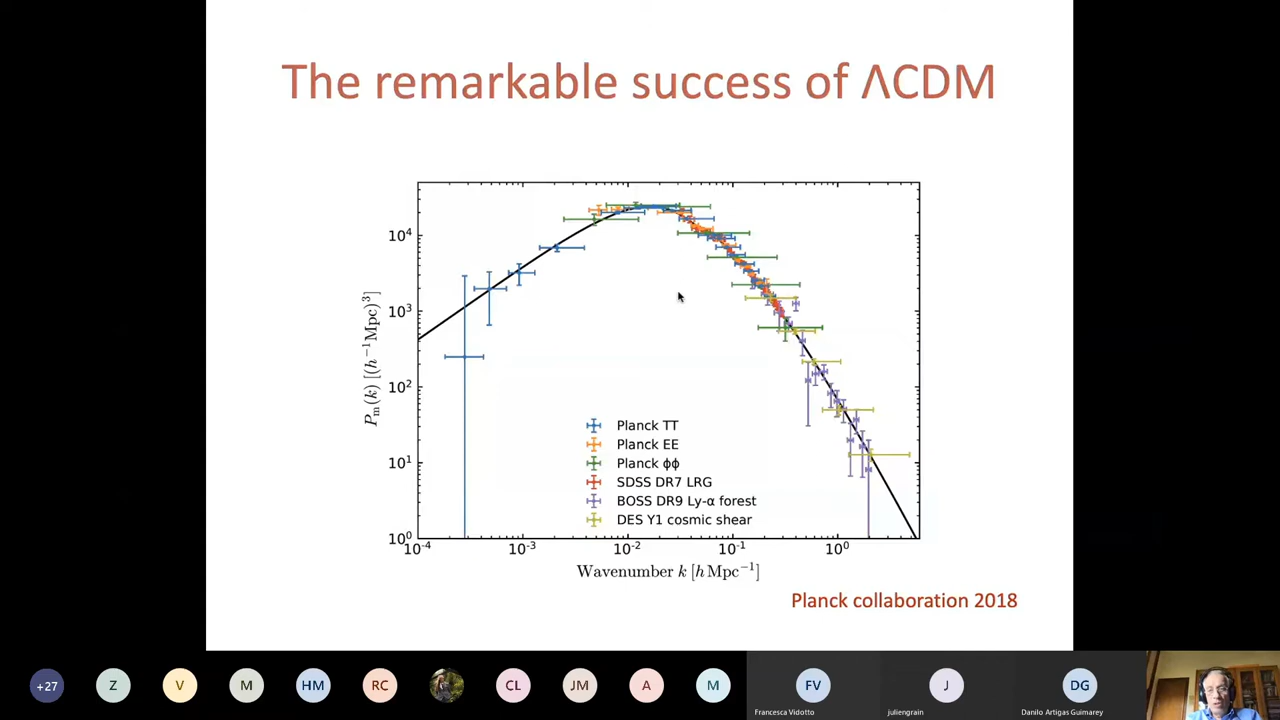 The remarkable success of ΛCDM
10⁴
10³
10²
10¹
10⁰
P_m(k) [(h⁻¹Mpc)³]
10⁻⁴
10⁻³
10⁻²
10⁻¹
10⁰
Wavenumber k [h Mpc⁻¹]
Planck TT
Planck EE
Planck ϕϕ
SDSS DR7 LRG
BOSS DR9 Ly-α forest
DES Y1 cosmic shear
Planck collaboration 2018
+27
Z
V
M
HM
RC
CL
JM
A
M
FV
J
DG
Francesca Vidotto
juliengrain
Danilo Artigas Guimarey